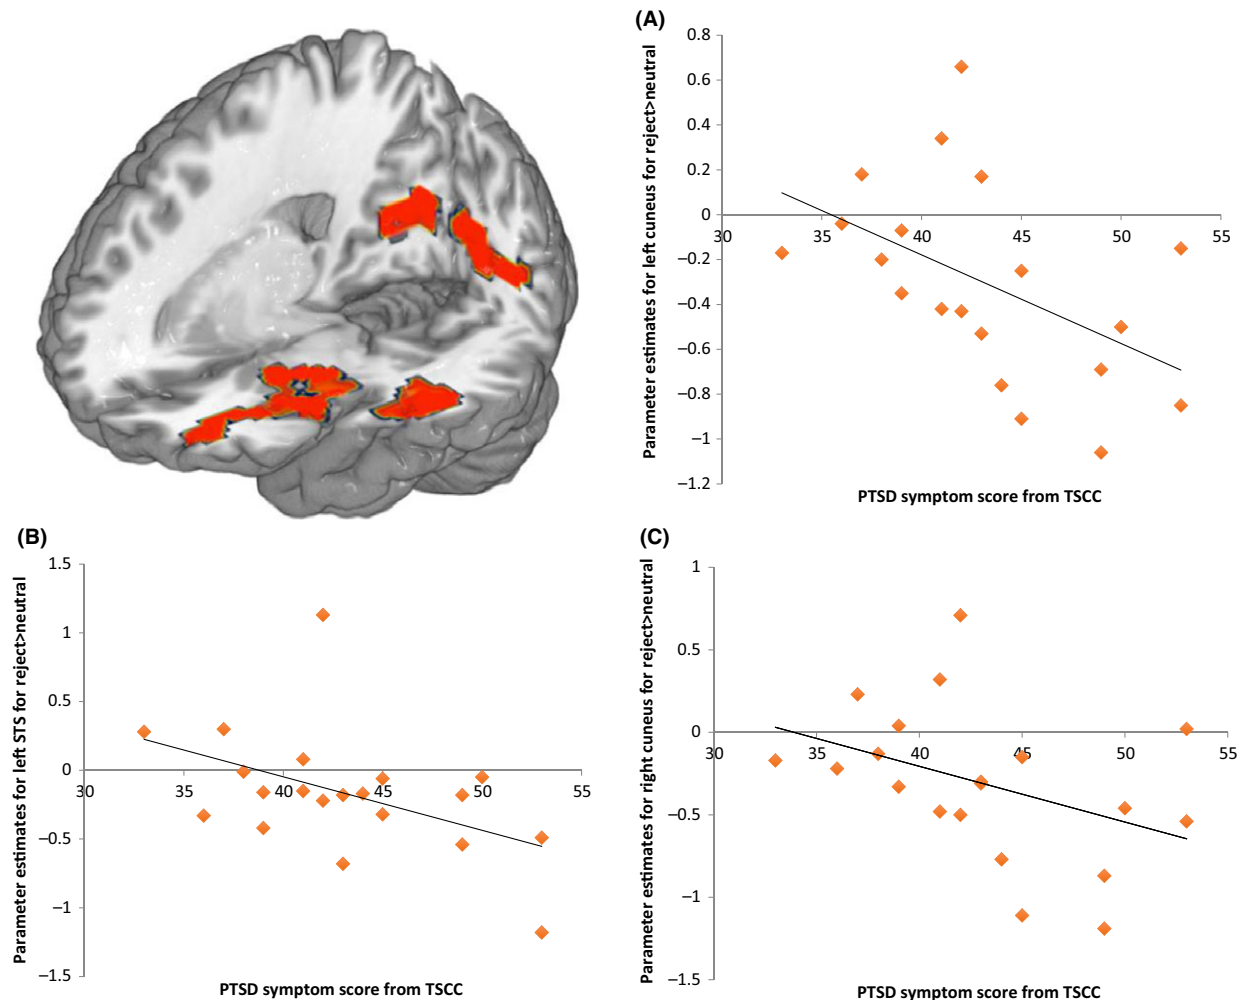 (A)
Parameter estimates for left cuneus for reject>neutral
0.8
0.6
0.4
0.2
0
−0.2
−0.4
−0.6
−0.8
−1
−1.2
30 35 40 45 50 55
PTSD symptom score from TSCC
(B)
Parameter estimates for left STS for reject>neutral
1.5
1
0.5
0
−0.5
−1
−1.5
30 35 40 45 50 55
PTSD symptom score from TSCC
(C)
Parameter estimates for right cuneus for reject>neutral
1
0.5
0
−0.5
−1
−1.5
30 35 40 45 50 55
PTSD symptom score from TSCC